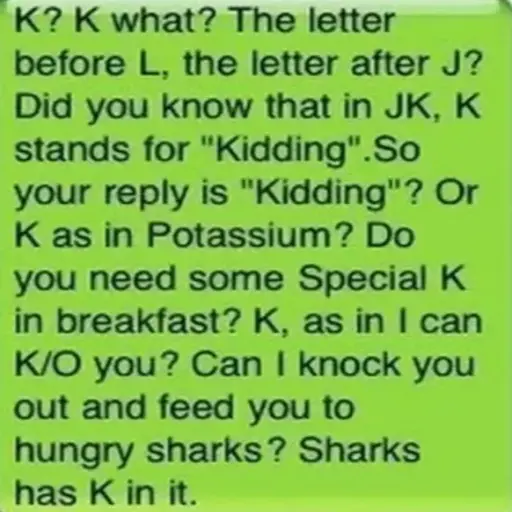 K? K what? The letter
before L, the letter after J?
Did you know that in JK, K
stands for "Kidding".So
your reply is "Kidding"? Or
K as in Potassium? Do
you need some Special K
in breakfast? K, as in I can
K/O you? Can I knock you
out and feed you to
hungry sharks? Sharks
has K in it.